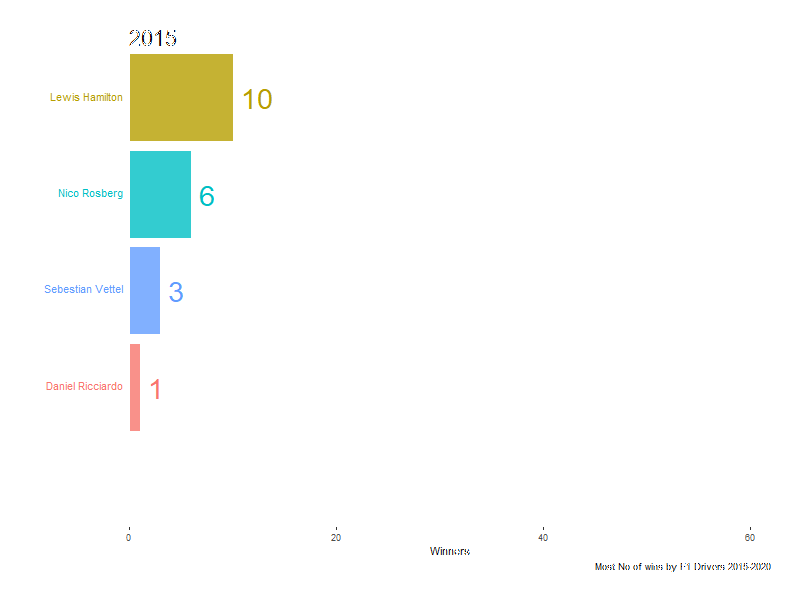 2015
Lewis Hamilton 10
Nico Rosberg 6
Sebestian Vettel 3
Daniel Ricciardo 1
0 20 40 60
Winners
Most No of wins by F1 Drivers 2015-2020